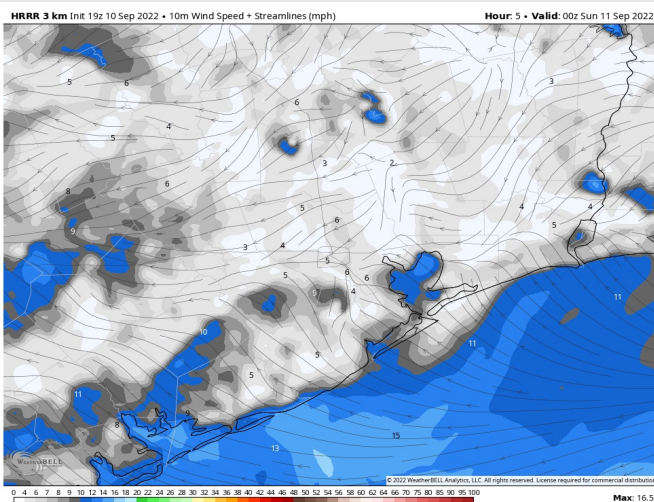 HRRR 3 km Init 19z 10 Sep 2022 • 10m Wind Speed + Streamlines (mph) Hour: 5 • Valid: 00z Sun 11 Sep 2022
5 6 3
6
4
5
3 2
8 6
5 4 4
9 6 5
3 4
5
5 6 6
9 4 11
10 11
5
5
11
9
8
15
13
WEATHERBELL
© 2022 WeatherBELL Analytics, LLC. All rights reserved. License required for commercial distribution
0 4 6 7 8 9 10 12 14 16 18 20 22 24 26 28 30 32 34 36 38 40 42 44 46 48 50 52 54 56 58 60 62 64 66 70 75 80 85 90 95 100
Max: 16.5